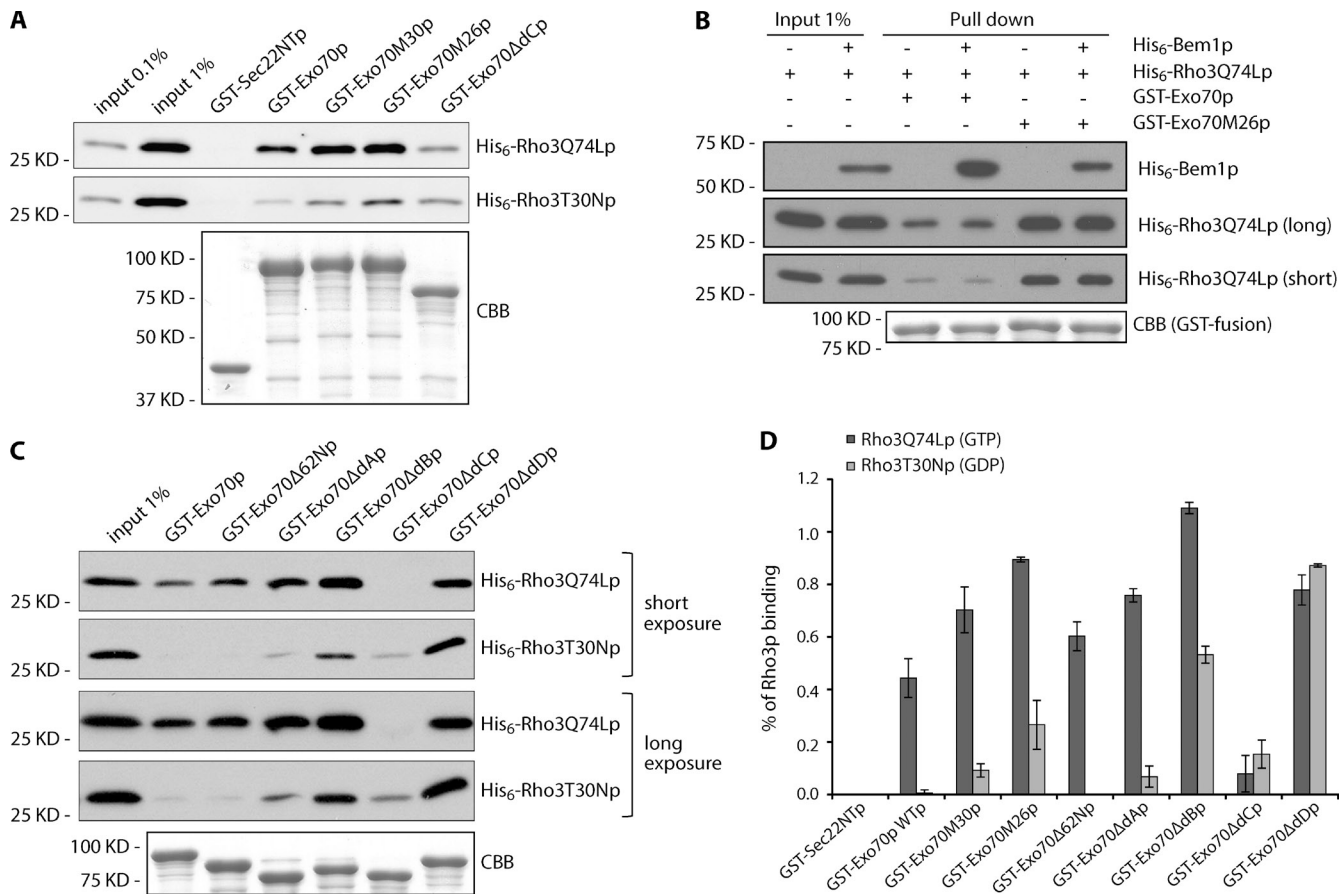 A
input 0.1%
input 1%
GST-Sec22NTp
GST-Exo70p
GST-Exo70M30p
GST-Exo70M26p
GST-Exo70ΔdCp
25 KD -
His6-Rho3Q74Lp
25 KD -
His6-Rho3T30Np
100 KD -
75 KD -
50 KD -
37 KD -
CBB
B
Input 1%
Pull down
- + - + - + His6-Bem1p
+ + + + + + His6-Rho3Q74Lp
- - + + - - GST-Exo70p
- - - - + + GST-Exo70M26p
75 KD -
50 KD -
His6-Bem1p
25 KD -
His6-Rho3Q74Lp (long)
25 KD -
His6-Rho3Q74Lp (short)
100 KD -
75 KD -
CBB (GST-fusion)
C
input 1%
GST-Exo70p
GST-Exo70Δ62Np
GST-Exo70ΔdAp
GST-Exo70ΔdBp
GST-Exo70ΔdCp
GST-Exo70ΔdDp
25 KD -
His6-Rho3Q74Lp
25 KD -
His6-Rho3T30Np
short
exposure
25 KD -
His6-Rho3Q74Lp
25 KD -
His6-Rho3T30Np
long
exposure
100 KD -
75 KD -
CBB
D
Rho3Q74Lp (GTP)
Rho3T30Np (GDP)
% of Rho3p binding
1.2
1.0
0.8
0.6
0.4
0.2
0.0
GST-Sec22NTp
GST-Exo70p WTp
GST-Exo70M30p
GST-Exo70M26p
GST-Exo70Δ62Np
GST-Exo70ΔdAp
GST-Exo70ΔdBp
GST-Exo70ΔdCp
GST-Exo70ΔdDp